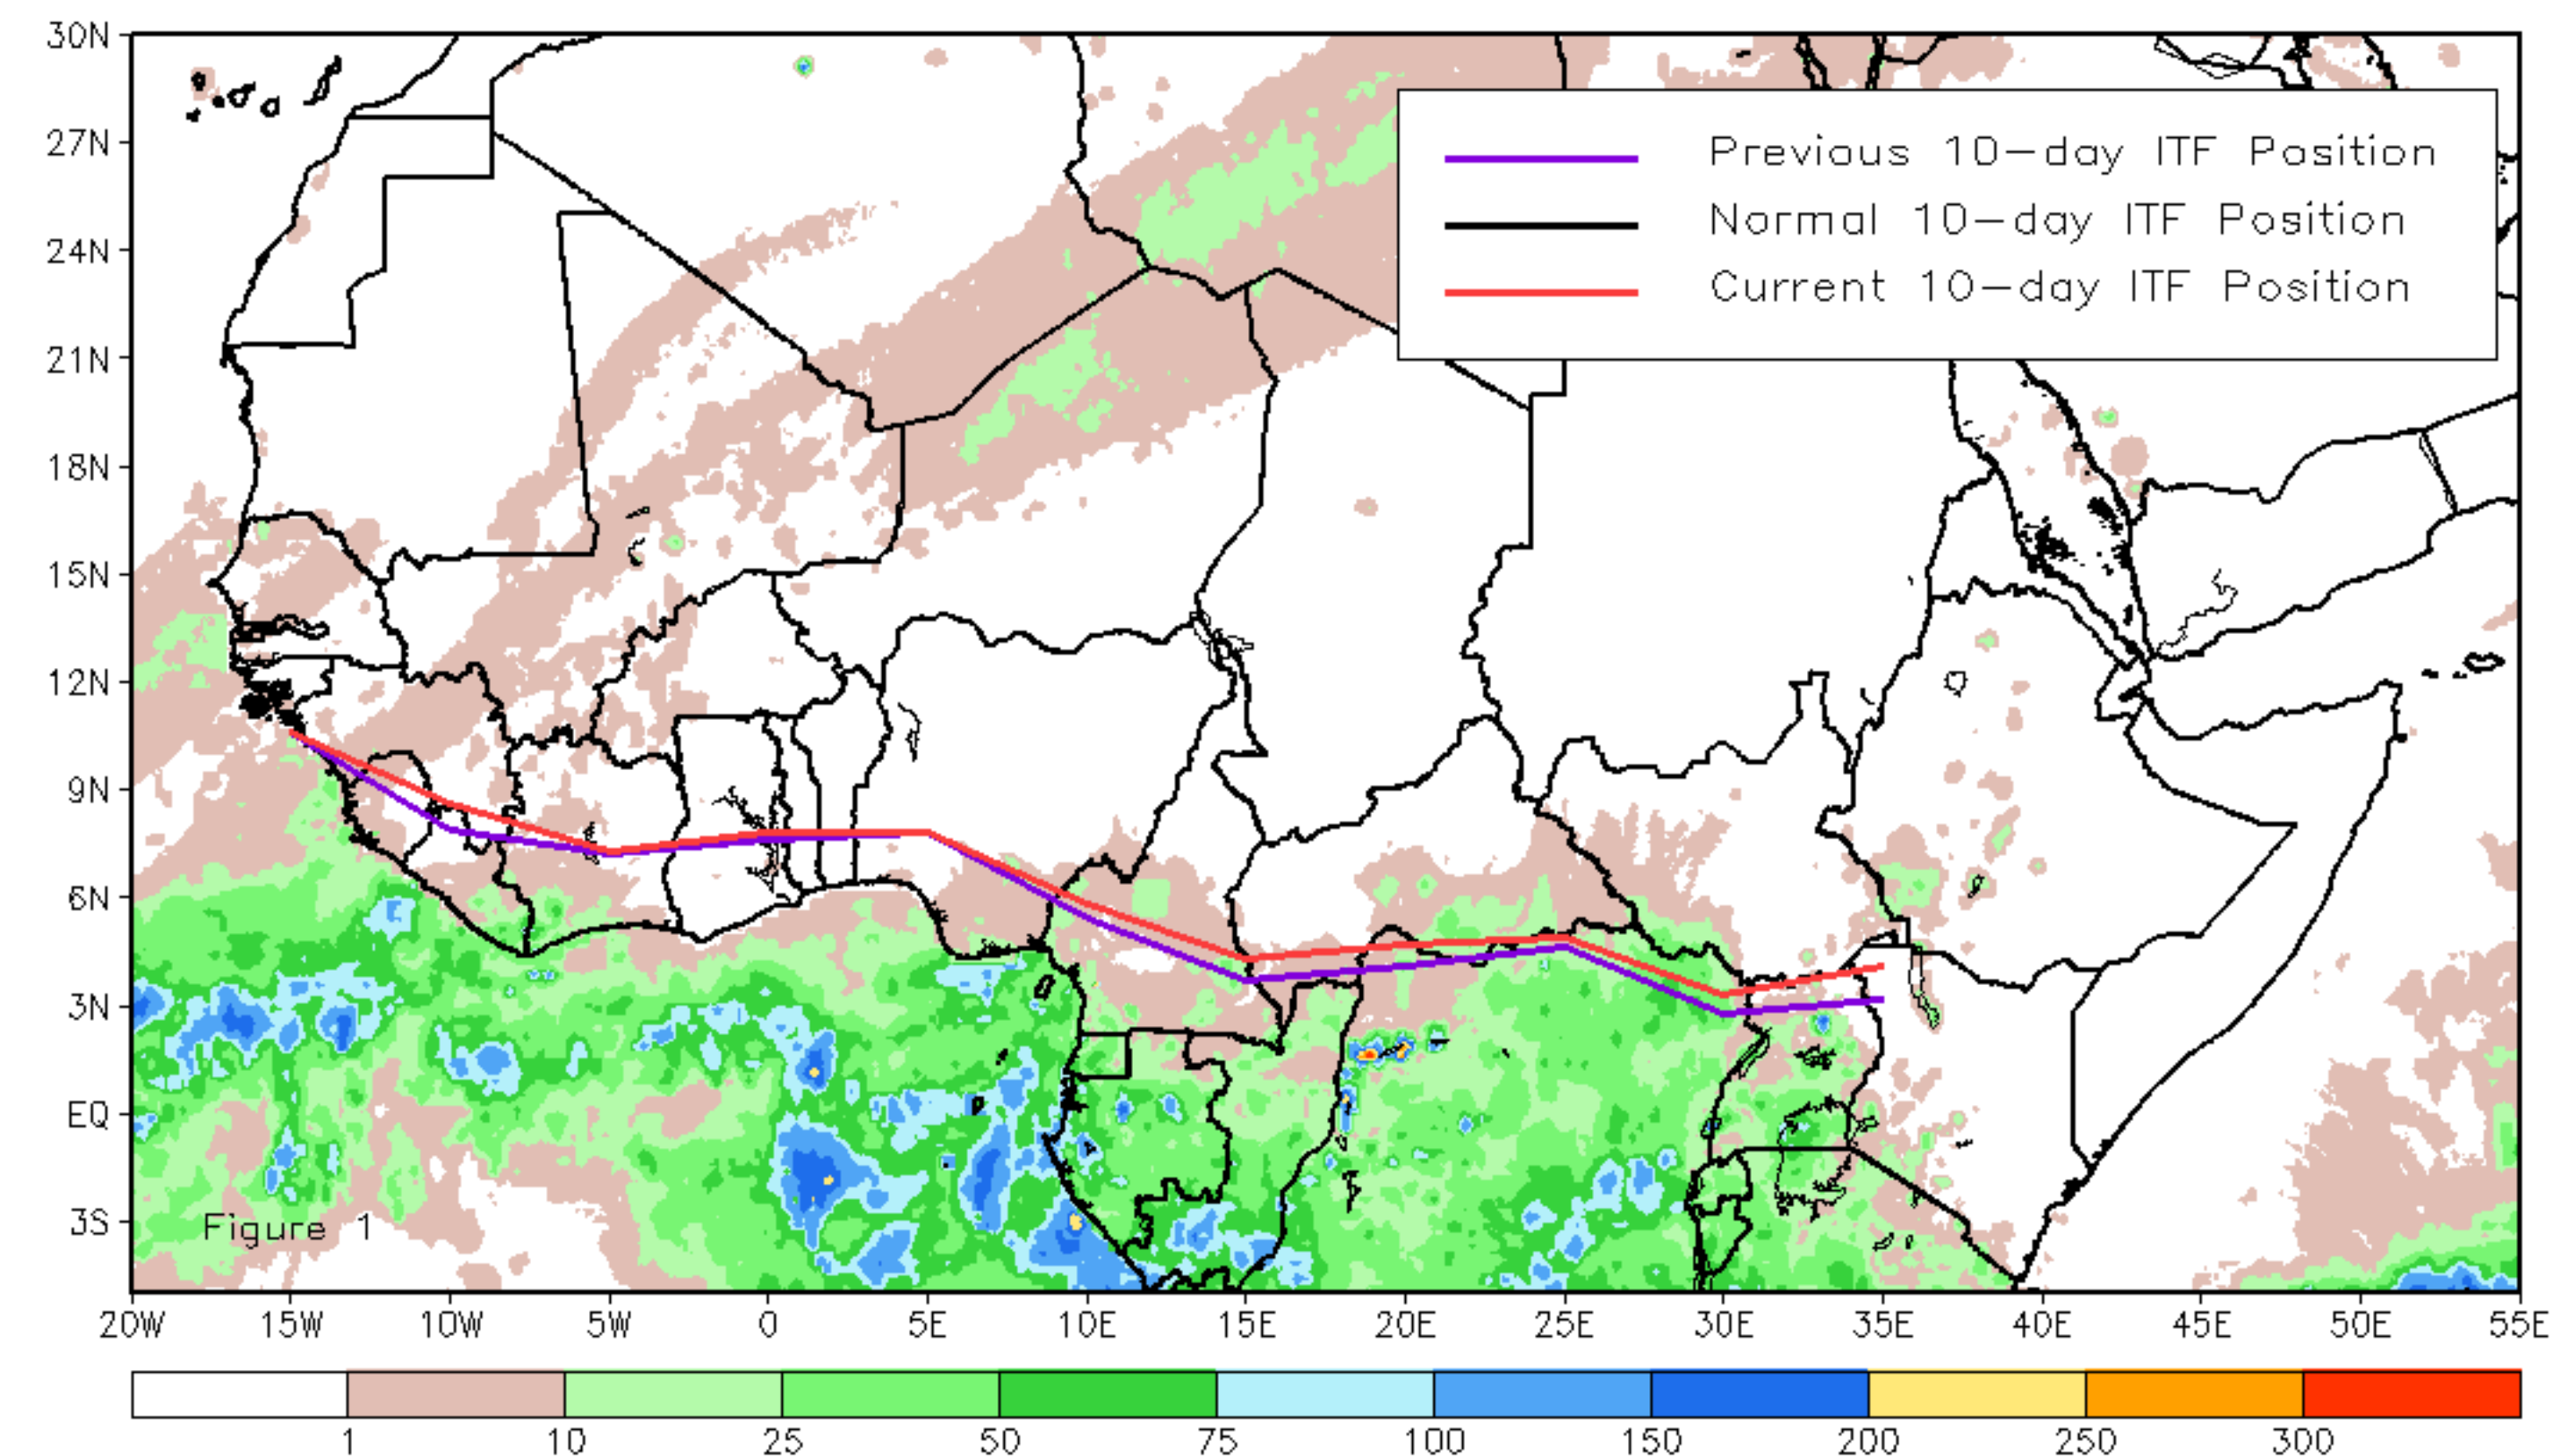 30N
27N
24N
21N
18N
15N
12N
9N
6N
3N
EQ
3S
Previous 10-day ITF Position
Normal 10-day ITF Position
Current 10-day ITF Position
Figure 1
20W 15W 10W 5W 0 5E 10E 15E 20E 25E 30E 35E 40E 45E 50E 55E
1 10 25 50 75 100 150 200 250 300